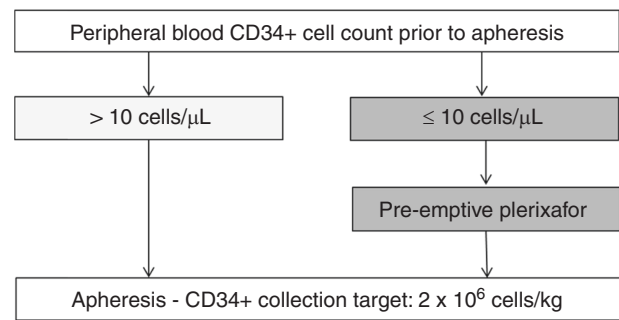 Peripheral blood CD34+ cell count prior to apheresis
> 10 cells/μL
≤ 10 cells/μL
Pre-emptive plerixafor
Apheresis - CD34+ collection target: 2 x 10⁶ cells/kg